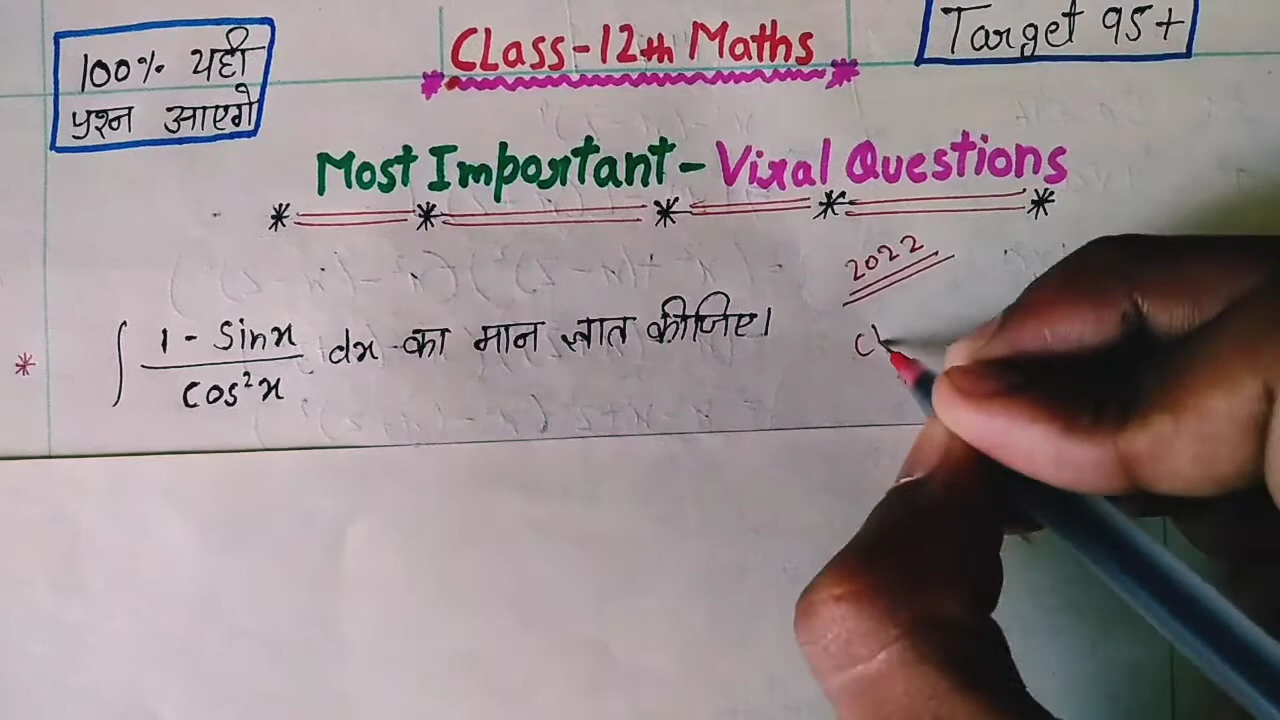 100% यही
प्रश्न आएगे
Class-12th Maths
Target 95+
Most Important - Viral Questions
2022
* ∫ (1 - Sinx)/(Cos²x) dx का मान ज्ञात कीजिए।